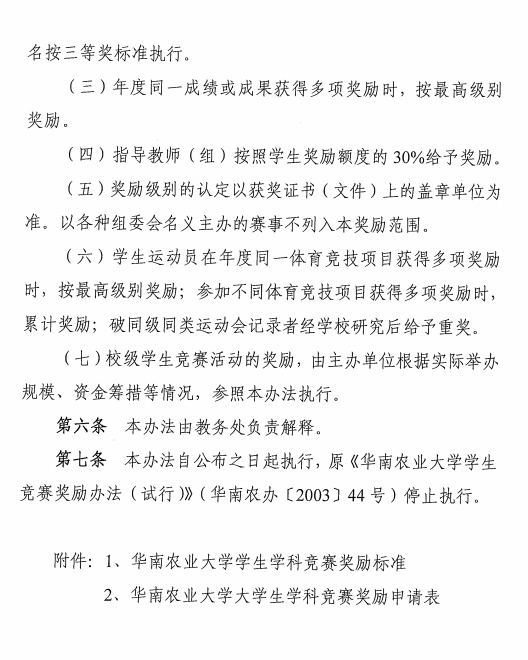 名按三等奖标准执行。
（三）年度同一成绩或成果获得多项奖励时，按最高级别
奖励。
（四）指导教师（组）按照学生奖励额度的 30%给予奖励。
（五）奖励级别的认定以获奖证书（文件）上的盖章单位为
准。以各种组委会名义主办的赛事不列入本奖励范围。
（六）学生运动员在年度同一体育竞技项目获得多项奖励
时，按最高级别奖励；参加不同体育竞技项目获得多项奖励时，
累计奖励；破同级同类运动会记录者经学校研究后给予重奖。
（七）校级学生竞赛活动的奖励，由主办单位根据实际举办
规模、资金筹措等情况，参照本办法执行。
第六条 本办法由教务处负责解释。
第七条 本办法自公布之日起执行，原《华南农业大学学生
竞赛奖励办法（试行）》（华南农办〔2003〕44 号）停止执行。
附件：1、华南农业大学学生学科竞赛奖励标准
2、华南农业大学大学生学科竞赛奖励申请表